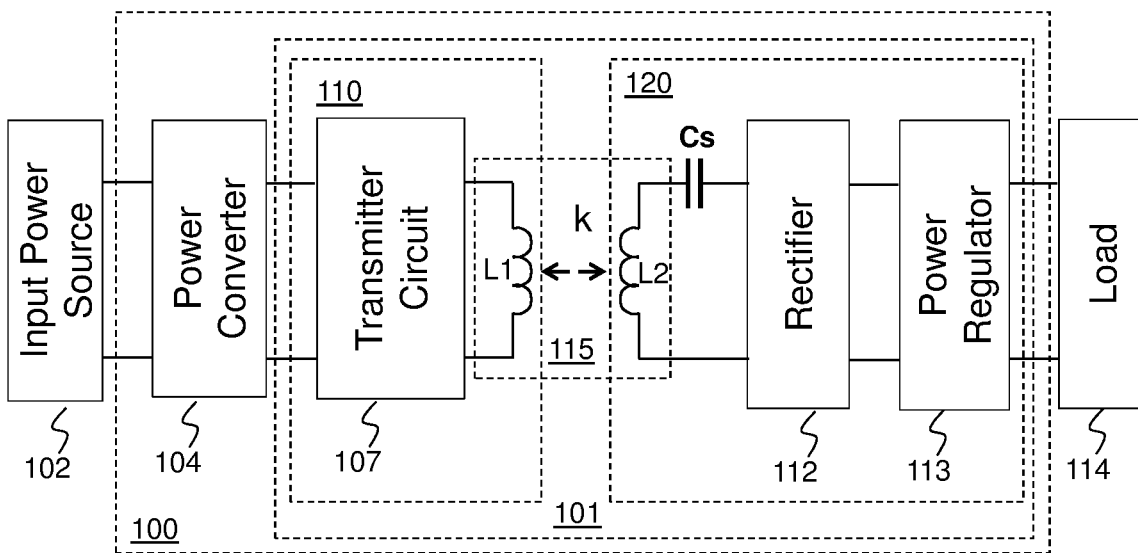 110
120
Cs
Input Power
Source
Power
Converter
Transmitter
Circuit
L1
k
L2
115
Rectifier
Power
Regulator
Load
102
104
107
112
113
114
100
101